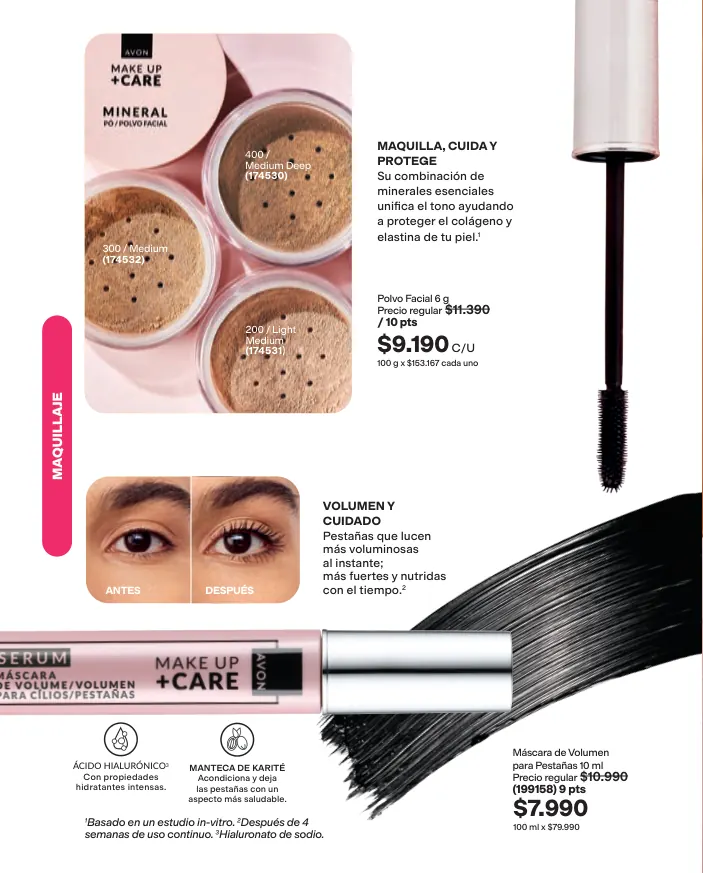 AVON
MAKE UP
+CARE
MINERAL
PÓ/POLVO FACIAL
400 /
Medium Deep
(174530)
300 / Medium
(174532)
200 / Light
Medium
(174531)
MAQUILLA, CUIDA Y
PROTEGE
Su combinación de
minerales esenciales
unifica el tono ayudando
a proteger el colágeno y
elastina de tu piel.¹
Polvo Facial 6 g
Precio regular $11.390
/ 10 pts
$9.190 C/U
100 g x $153.167 cada uno
MAQUILLAJE
ANTES
DESPUÉS
VOLUMEN Y
CUIDADO
Pestañas que lucen
más voluminosas
al instante;
más fuertes y nutridas
con el tiempo.²
SERUM
MÁSCARA
DE VOLUME/VOLUMEN
PARA CÍLIOS/PESTAÑAS
MAKE UP
+CARE
AVON
ÁCIDO HIALURÓNICO³
Con propiedades
hidratantes intensas.
MANTECA DE KARITÉ
Acondiciona y deja
las pestañas con un
aspecto más saludable.
Máscara de Volumen
para Pestañas 10 ml
Precio regular $10.990
(199158) 9 pts
$7.990
100 ml x $79.990
¹Basado en un estudio in-vitro. ²Después de 4
semanas de uso continuo. ³Hialuronato de sodio.